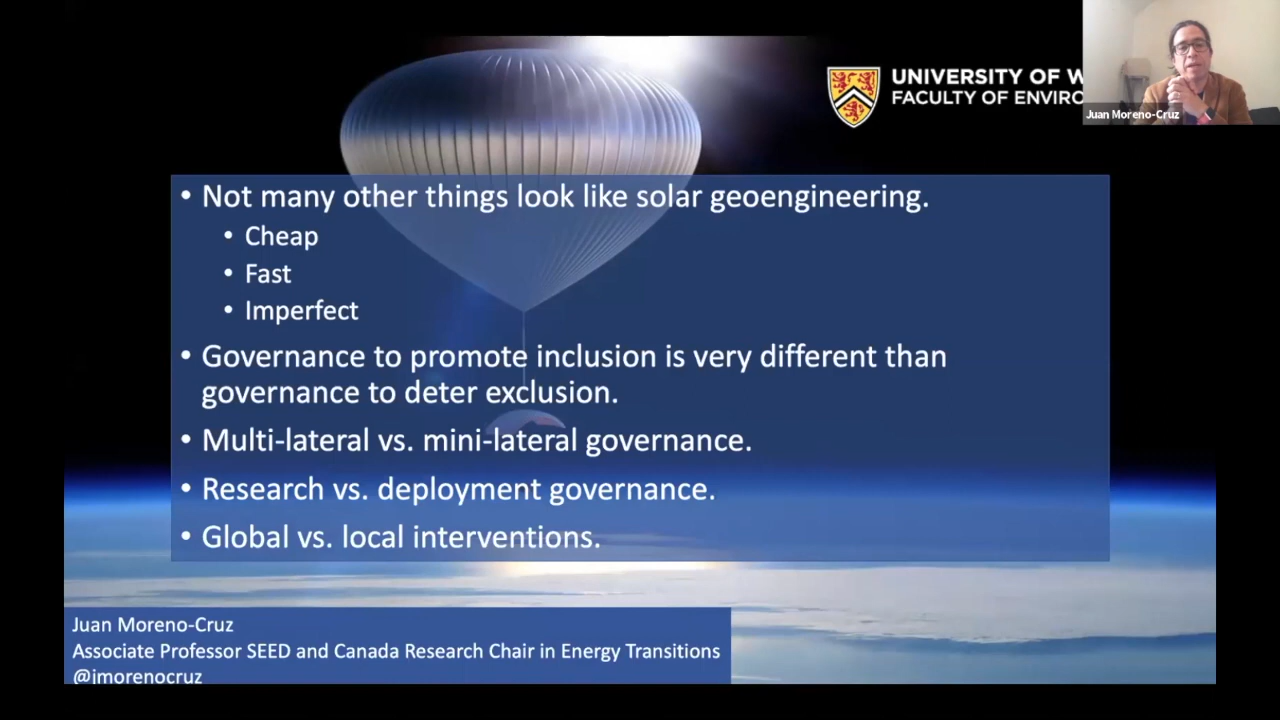 UNIVERSITY OF W
FACULTY OF ENVIRO
Juan Moreno-Cruz
• Not many other things look like solar geoengineering.
• Cheap
• Fast
• Imperfect
• Governance to promote inclusion is very different than
governance to deter exclusion.
• Multi-lateral vs. mini-lateral governance.
• Research vs. deployment governance.
• Global vs. local interventions.
Juan Moreno-Cruz
Associate Professor SEED and Canada Research Chair in Energy Transitions
@jmorenocruz